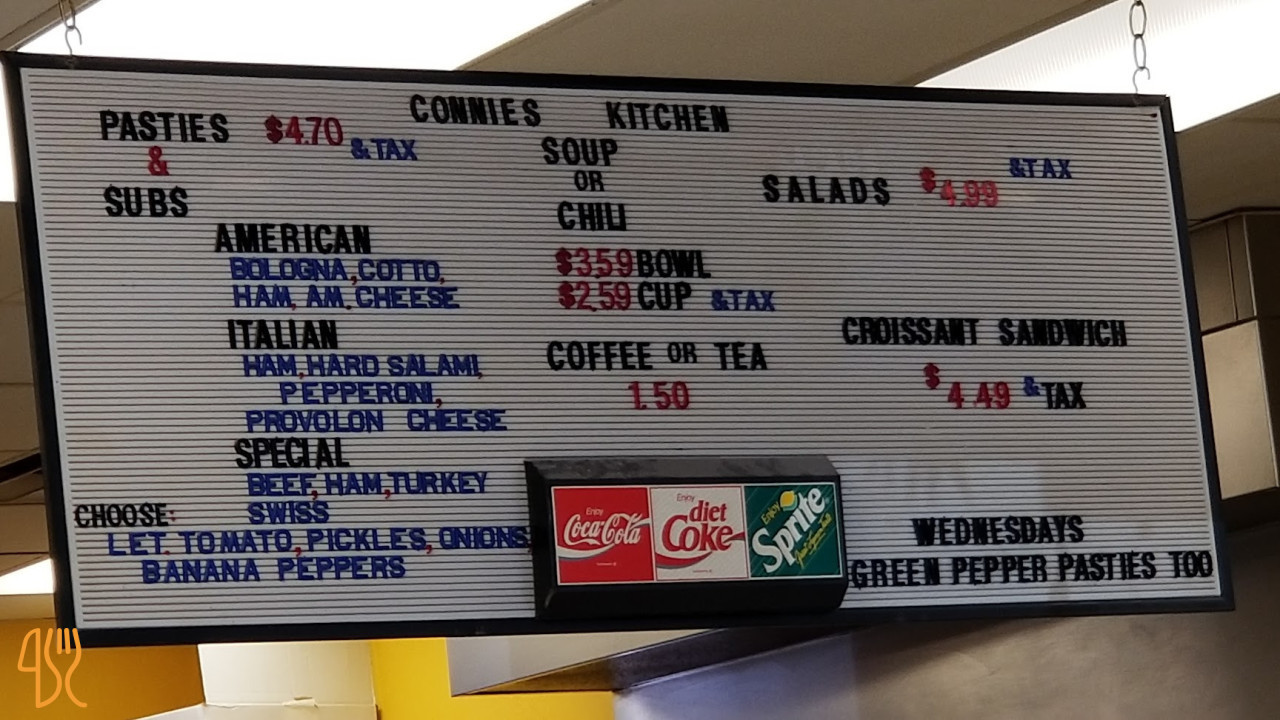 CONNIES KITCHEN
PASTIES $4.70 &TAX
&
SUBS
AMERICAN
BOLOGNA,COTTO,
HAM, AM, CHEESE
ITALIAN
HAM,HARD SALAMI,
PEPPERONI,
PROVOLON CHEESE
SPECIAL
BEEF, HAM,TURKEY
SWISS
CHOOSE:
LET. TOMATO, PICKLES, ONIONS
BANANA PEPPERS
SOUP
OR
CHILI
$3.59 BOWL
$2.59 CUP &TAX
COFFEE OR TEA
1.50
Enjoy
Coca-Cola
Enjoy
diet
Coke
Enjoy
Sprite
SALADS $4.99 &TAX
CROISSANT SANDWICH
$4.49 &TAX
WEDNESDAYS
GREEN PEPPER PASTIES TOO